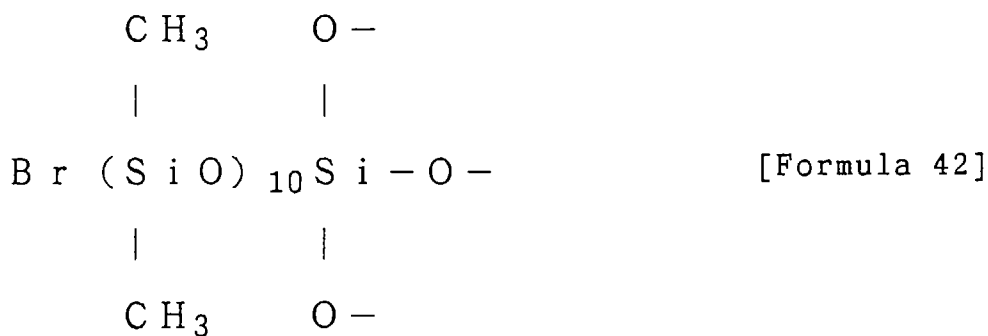 CH3 O–
| |
Br (SiO)10Si–O– [Formula 42]
| |
CH3 O–